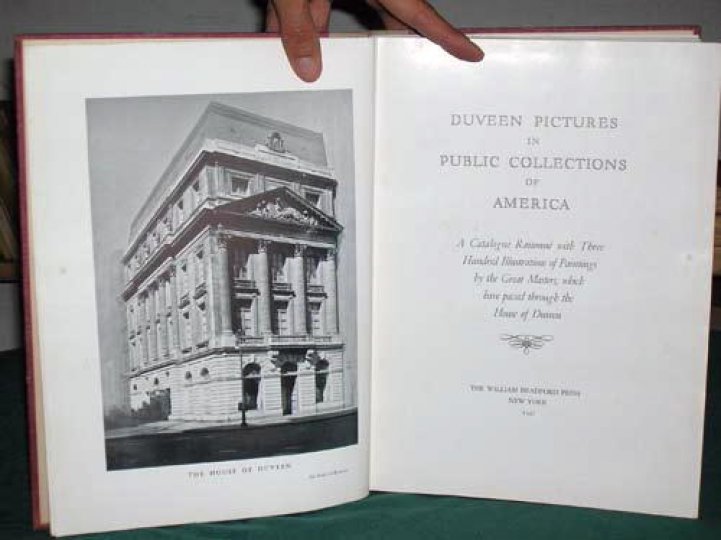 THE HOUSE OF DUVEEN
DUVEEN PICTURES
IN
PUBLIC COLLECTIONS
OF
AMERICA
A Catalogue Raisonné with Three
Hundred Illustrations of Paintings
by the Great Masters, which
have passed through the
House of Duveen
THE WILLIAM BRADFORD PRESS
NEW YORK
1941